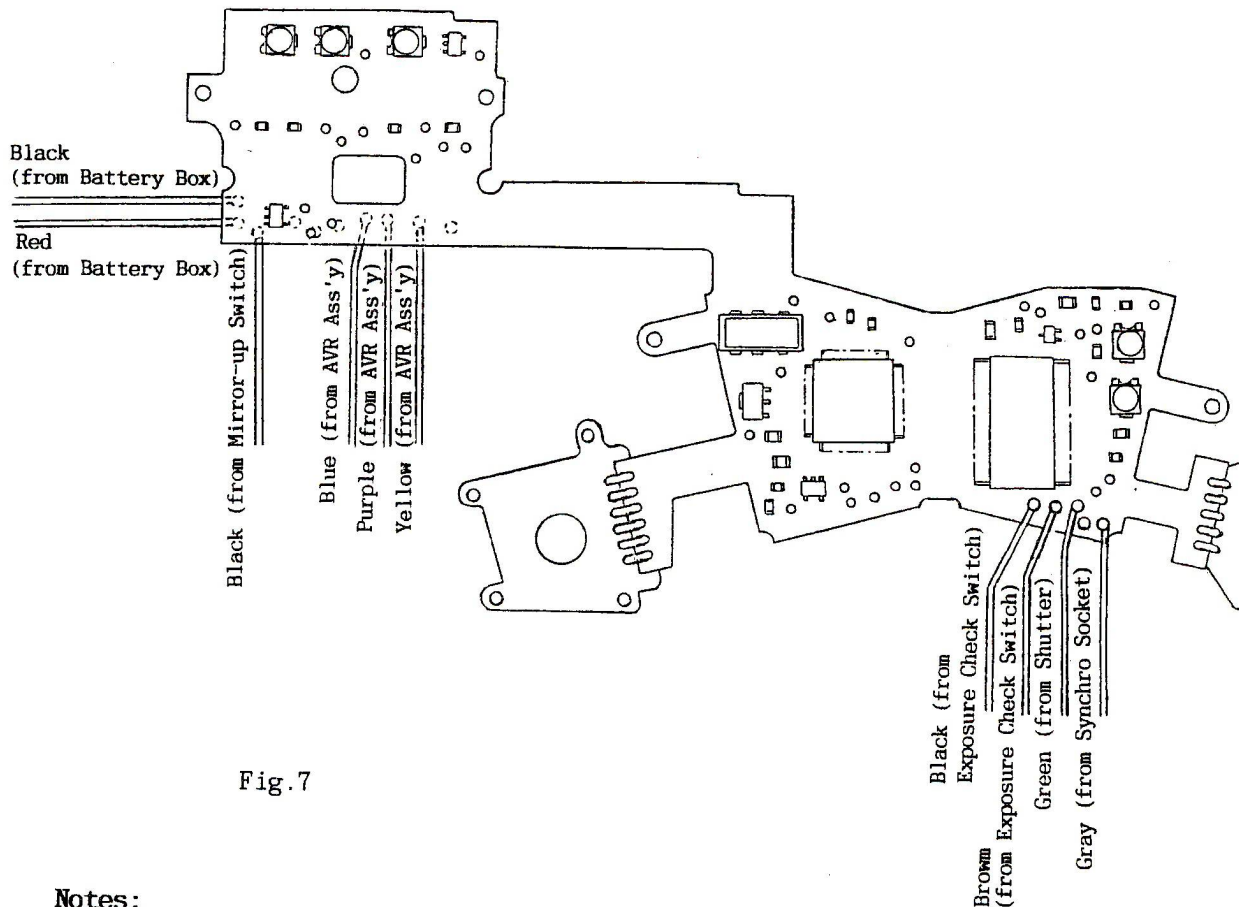 Black
(from Battery Box)
Red
(from Battery Box)
Black (from Mirror-up Switch)
Blue (from AVR Ass'y)
Purple (from AVR Ass'y)
Yellow (from AVR Ass'y)
Black (from
Exposure Check Switch)
Brown
(from Exposure Check Switch)
Green (from Shutter)
Gray (from Synchro Socket)
Fig.7
Notes: